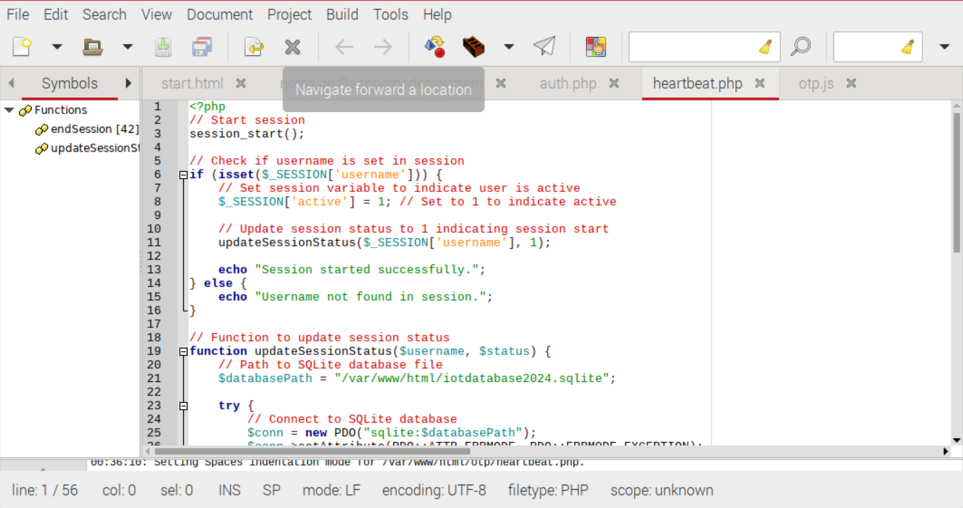 File Edit Search View Document Project Build Tools Help
Symbols
start.html auth.php heartbeat.php otp.js
Navigate forward a location
Functions
endSession [42]
updateSessionSt
1 <?php
2 // Start session
3 session_start();
4
5 // Check if username is set in session
6 if (isset($_SESSION['username'])) {
7 // Set session variable to indicate user is active
8 $_SESSION['active'] = 1; // Set to 1 to indicate active
9
10 // Update session status to 1 indicating session start
11 updateSessionStatus($_SESSION['username'], 1);
12
13 echo "Session started successfully.";
14 } else {
15 echo "Username not found in session.";
16 }
17
18 // Function to update session status
19 function updateSessionStatus($username, $status) {
20 // Path to SQLite database file
21 $databasePath = "/var/www/html/iotdatabase2024.sqlite";
22
23 try {
24 // Connect to SQLite database
25 $conn = new PDO("sqlite:$databasePath");
26 $conn->setAttribute(PDO::ATTR_ERRMODE, PDO::ERRMODE_EXCEPTION);
00:36:10: Setting Spaces indentation mode for /var/www/html/otp/heartbeat.php.
line: 1 / 56 col: 0 sel: 0 INS SP mode: LF encoding: UTF-8 filetype: PHP scope: unknown